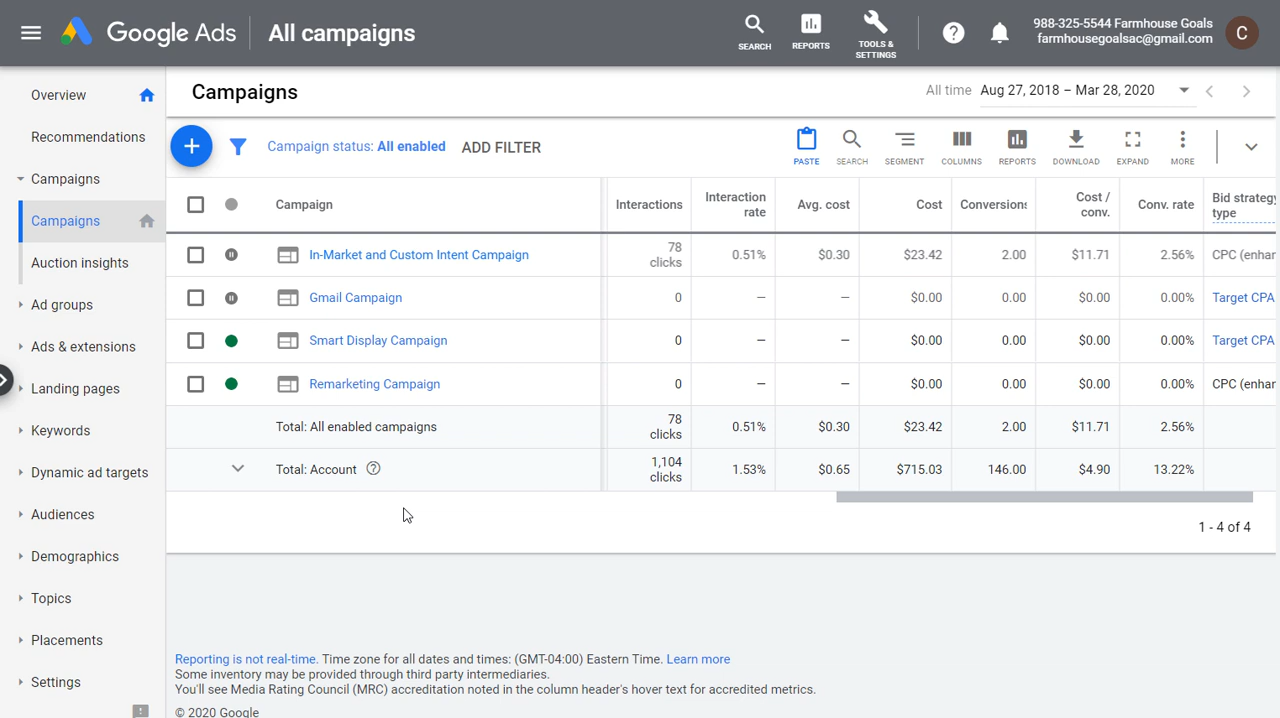 Google Ads
All campaigns
SEARCH
REPORTS
TOOLS &
SETTINGS
988-325-5544 Farmhouse Goals
farmhousegoalsac@gmail.com
C
Overview
Recommendations
Campaigns
Campaigns
Auction insights
Ad groups
Ads & extensions
Landing pages
Keywords
Dynamic ad targets
Audiences
Demographics
Topics
Placements
Settings
Campaigns
All time Aug 27, 2018 – Mar 28, 2020
Campaign status: All enabled ADD FILTER
PASTE SEARCH SEGMENT COLUMNS REPORTS DOWNLOAD EXPAND MORE
Campaign Interactions Interaction rate Avg. cost Cost Conversions Cost / conv. Conv. rate Bid strategy type
In-Market and Custom Intent Campaign 78 clicks 0.51% $0.30 $23.42 2.00 $11.71 2.56% CPC (enhan
Gmail Campaign 0 – – $0.00 0.00 $0.00 0.00% Target CPA
Smart Display Campaign 0 – – $0.00 0.00 $0.00 0.00% Target CPA
Remarketing Campaign 0 – – $0.00 0.00 $0.00 0.00% CPC (enhan
Total: All enabled campaigns 78 clicks 0.51% $0.30 $23.42 2.00 $11.71 2.56%
Total: Account 1,104 clicks 1.53% $0.65 $715.03 146.00 $4.90 13.22%
1 - 4 of 4
Reporting is not real-time. Time zone for all dates and times: (GMT-04:00) Eastern Time. Learn more
Some inventory may be provided through third party intermediaries.
You'll see Media Rating Council (MRC) accreditation noted in the column header's hover text for accredited metrics.
© 2020 Google